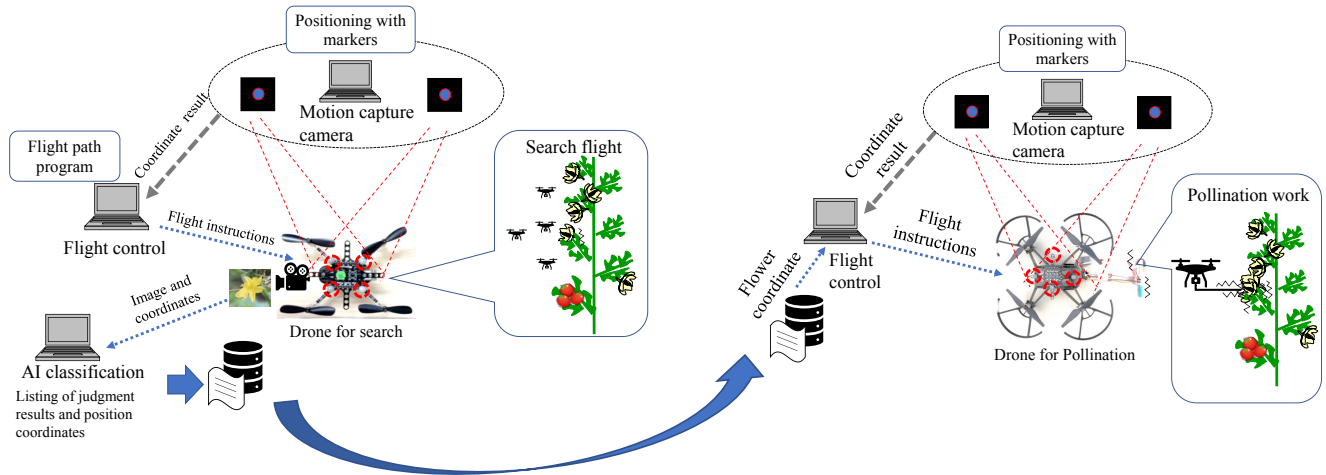 Positioning with
markers
Motion capture
camera
Coordinate result
Flight path
program
Flight control
Flight instructions
Search flight
Image and
coordinates
Drone for search
AI classification
Listing of judgment
results and position
coordinates
Positioning with
markers
Motion capture
camera
Coordinate
result
Flight
control
Flight
instructions
Flower
coordinate
Drone for Pollination
Pollination work